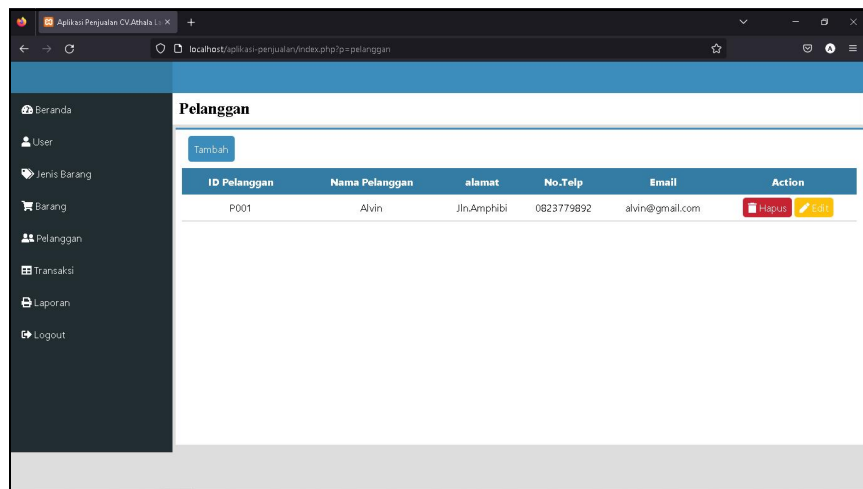 Aplikasi Penjualan CV.Athala
localhost/aplikasi-penjualan/index.php?p=pelanggan
Beranda
User
Jenis Barang
Barang
Pelanggan
Transaksi
Laporan
Logout
Pelanggan
Tambah
ID Pelanggan Nama Pelanggan alamat No.Telp Email Action
P001 Alvin Jln.Amphibi 0823779892 alvin@gmail.com Hapus Edit